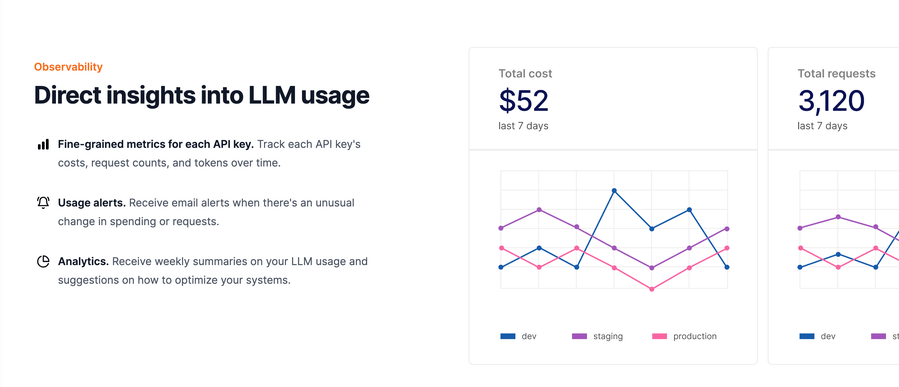 Observability
Direct insights into LLM usage
Fine-grained metrics for each API key. Track each API key's
costs, request counts, and tokens over time.
Usage alerts. Receive email alerts when there's an unusual
change in spending or requests.
Analytics. Receive weekly summaries on your LLM usage and
suggestions on how to optimize your systems.
Total cost
$52
last 7 days
dev
staging
production
Total requests
3,120
last 7 days
dev
st